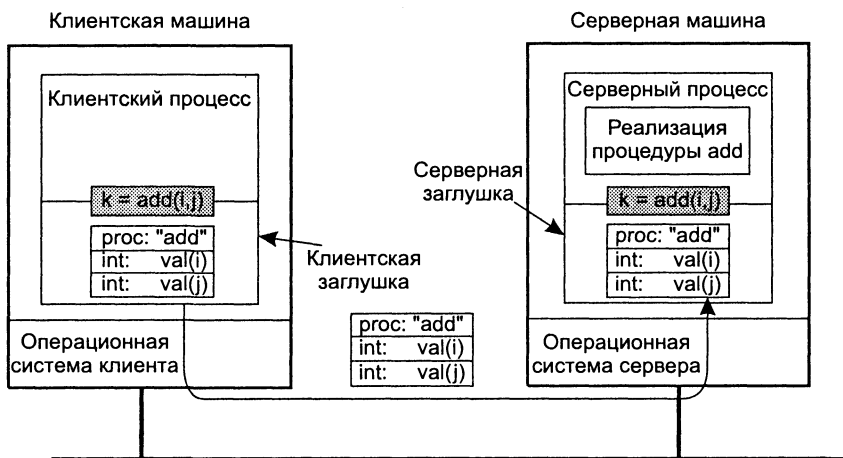 Клиентская машина
Серверная машина
Клиентский процесс
k = add(i,j)
proc: "add"
int: val(i)
int: val(j)
Клиентская
заглушка
Операционная
система клиента
proc: "add"
int: val(i)
int: val(j)
Серверный процесс
Реализация
процедуры add
Серверная
заглушка
k = add(i,j)
proc: "add"
int: val(i)
int: val(j)
Операционная
система сервера